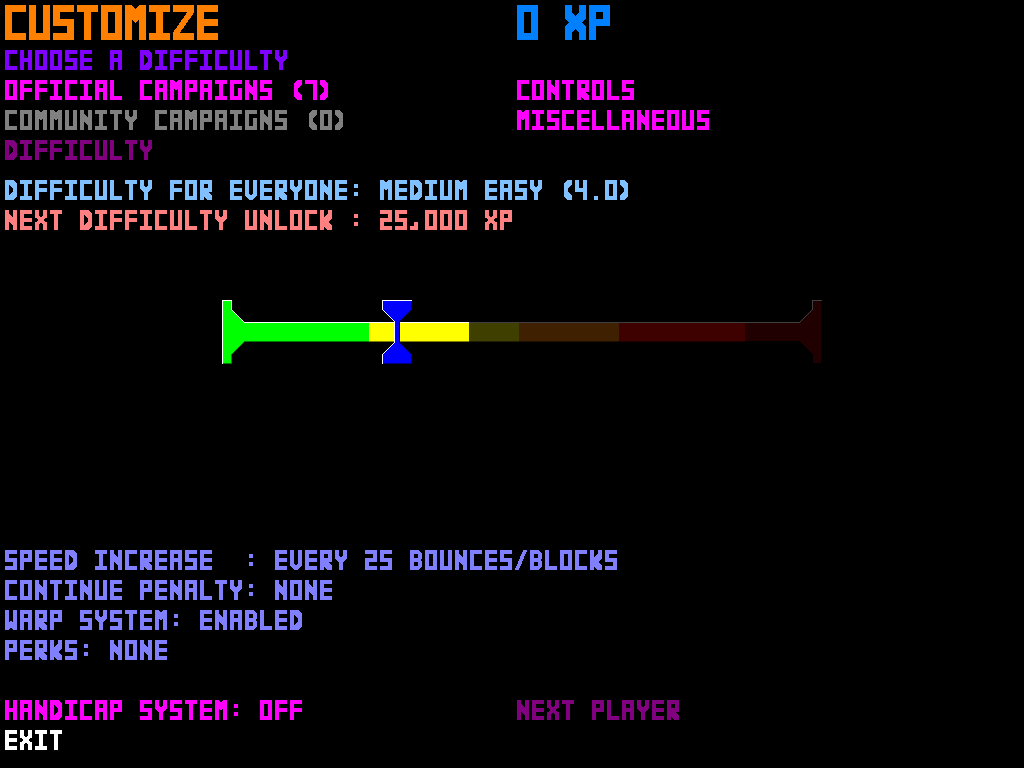 CUSTOMIZE 0 XP
CHOOSE A DIFFICULTY
OFFICIAL CAMPAIGNS (7) CONTROLS
COMMUNITY CAMPAIGNS (0) MISCELLANEOUS
DIFFICULTY
DIFFICULTY FOR EVERYONE: MEDIUM EASY (4.0)
NEXT DIFFICULTY UNLOCK : 25,000 XP
SPEED INCREASE  : EVERY 25 BOUNCES/BLOCKS
CONTINUE PENALTY: NONE
WARP SYSTEM: ENABLED
PERKS: NONE
HANDICAP SYSTEM: OFF NEXT PLAYER
EXIT